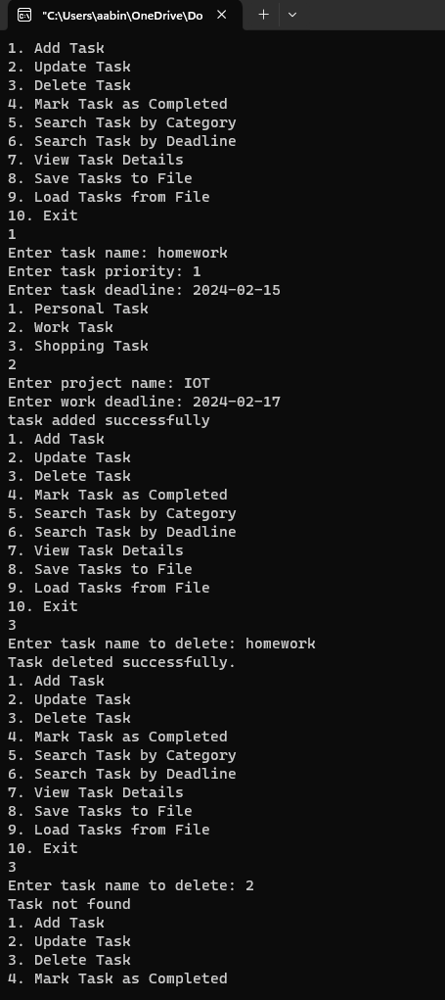 "C:\Users\aabin\OneDrive\Do
1. Add Task
2. Update Task
3. Delete Task
4. Mark Task as Completed
5. Search Task by Category
6. Search Task by Deadline
7. View Task Details
8. Save Tasks to File
9. Load Tasks from File
10. Exit
1
Enter task name: homework
Enter task priority: 1
Enter task deadline: 2024-02-15
1. Personal Task
2. Work Task
3. Shopping Task
2
Enter project name: IOT
Enter work deadline: 2024-02-17
task added successfully
1. Add Task
2. Update Task
3. Delete Task
4. Mark Task as Completed
5. Search Task by Category
6. Search Task by Deadline
7. View Task Details
8. Save Tasks to File
9. Load Tasks from File
10. Exit
3
Enter task name to delete: homework
Task deleted successfully.
1. Add Task
2. Update Task
3. Delete Task
4. Mark Task as Completed
5. Search Task by Category
6. Search Task by Deadline
7. View Task Details
8. Save Tasks to File
9. Load Tasks from File
10. Exit
3
Enter task name to delete: 2
Task not found
1. Add Task
2. Update Task
3. Delete Task
4. Mark Task as Completed